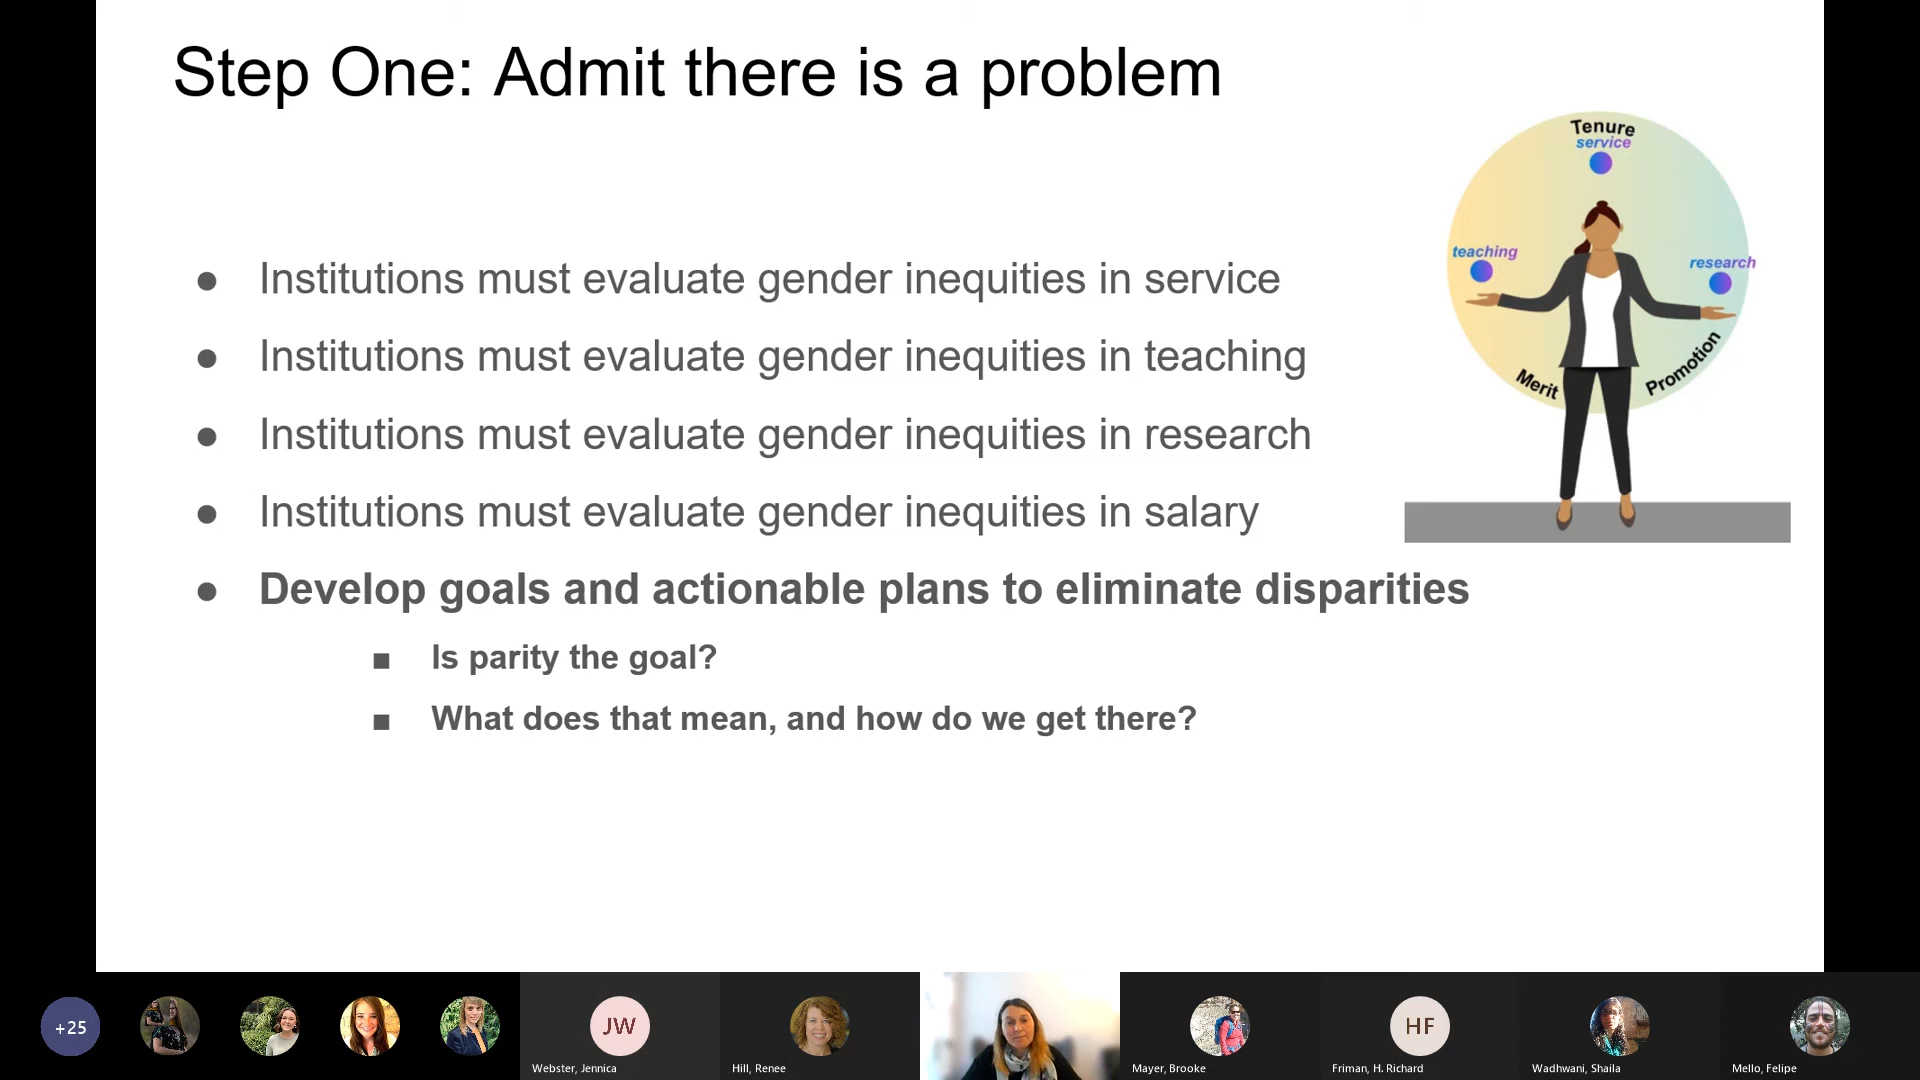 Step One: Admit there is a problem
Tenure
service
teaching
research
Merit
Promotion
● Institutions must evaluate gender inequities in service
● Institutions must evaluate gender inequities in teaching
● Institutions must evaluate gender inequities in research
● Institutions must evaluate gender inequities in salary
● Develop goals and actionable plans to eliminate disparities
■ Is parity the goal?
■ What does that mean, and how do we get there?
+25
JW
HF
Webster, Jennica
Hill, Renee
Mayer, Brooke
Friman, H. Richard
Wadhwani, Shaila
Mello, Felipe